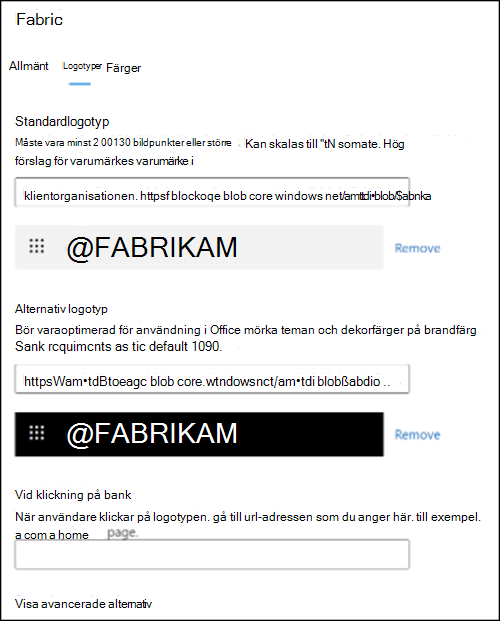 Fabric
Allmänt Logotyper Färger
Standardlogotyp
Måste vara minst 2 00130 bildpunkter eller större . Kan skalas till "tN somate. Hög
förslag för varumärkes varumärke i
klientorganisationen. httpsf blockoqe blob core windows net/amtdi•blob/$abrika
@FABRIKAM Remove
Alternativ logotyp
Bör varaoptimerad för användning i Office mörka teman och dekorfärger på brandfärg
Sank rcquimcnts as tic default 1090.
httpsWam•tdBtoeagc blob core.wtndowsnct/am•tdi blobßabdio ..
@FABRIKAM Remove
Vid klickning på bank
När användare klickar på logotypen. gå till url-adressen som du anger här. till exempel.
a com a home page.
Visa avancerade alternativ